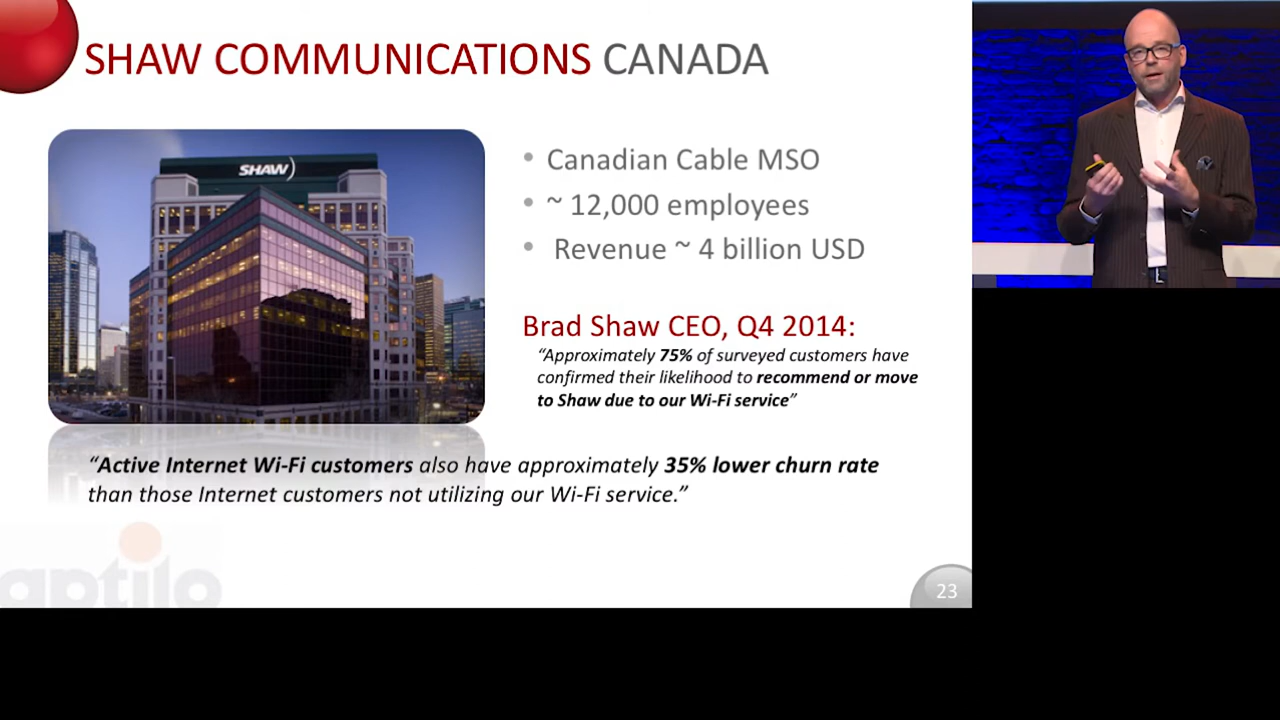 SHAW COMMUNICATIONS CANADA
SHAW)
• Canadian Cable MSO
• ~ 12,000 employees
• Revenue ~ 4 billion USD
Brad Shaw CEO, Q4 2014:
“Approximately 75% of surveyed customers have
confirmed their likelihood to recommend or move
to Shaw due to our Wi-Fi service”
“Active Internet Wi-Fi customers also have approximately 35% lower churn rate
than those Internet customers not utilizing our Wi-Fi service.”
aptilo
23